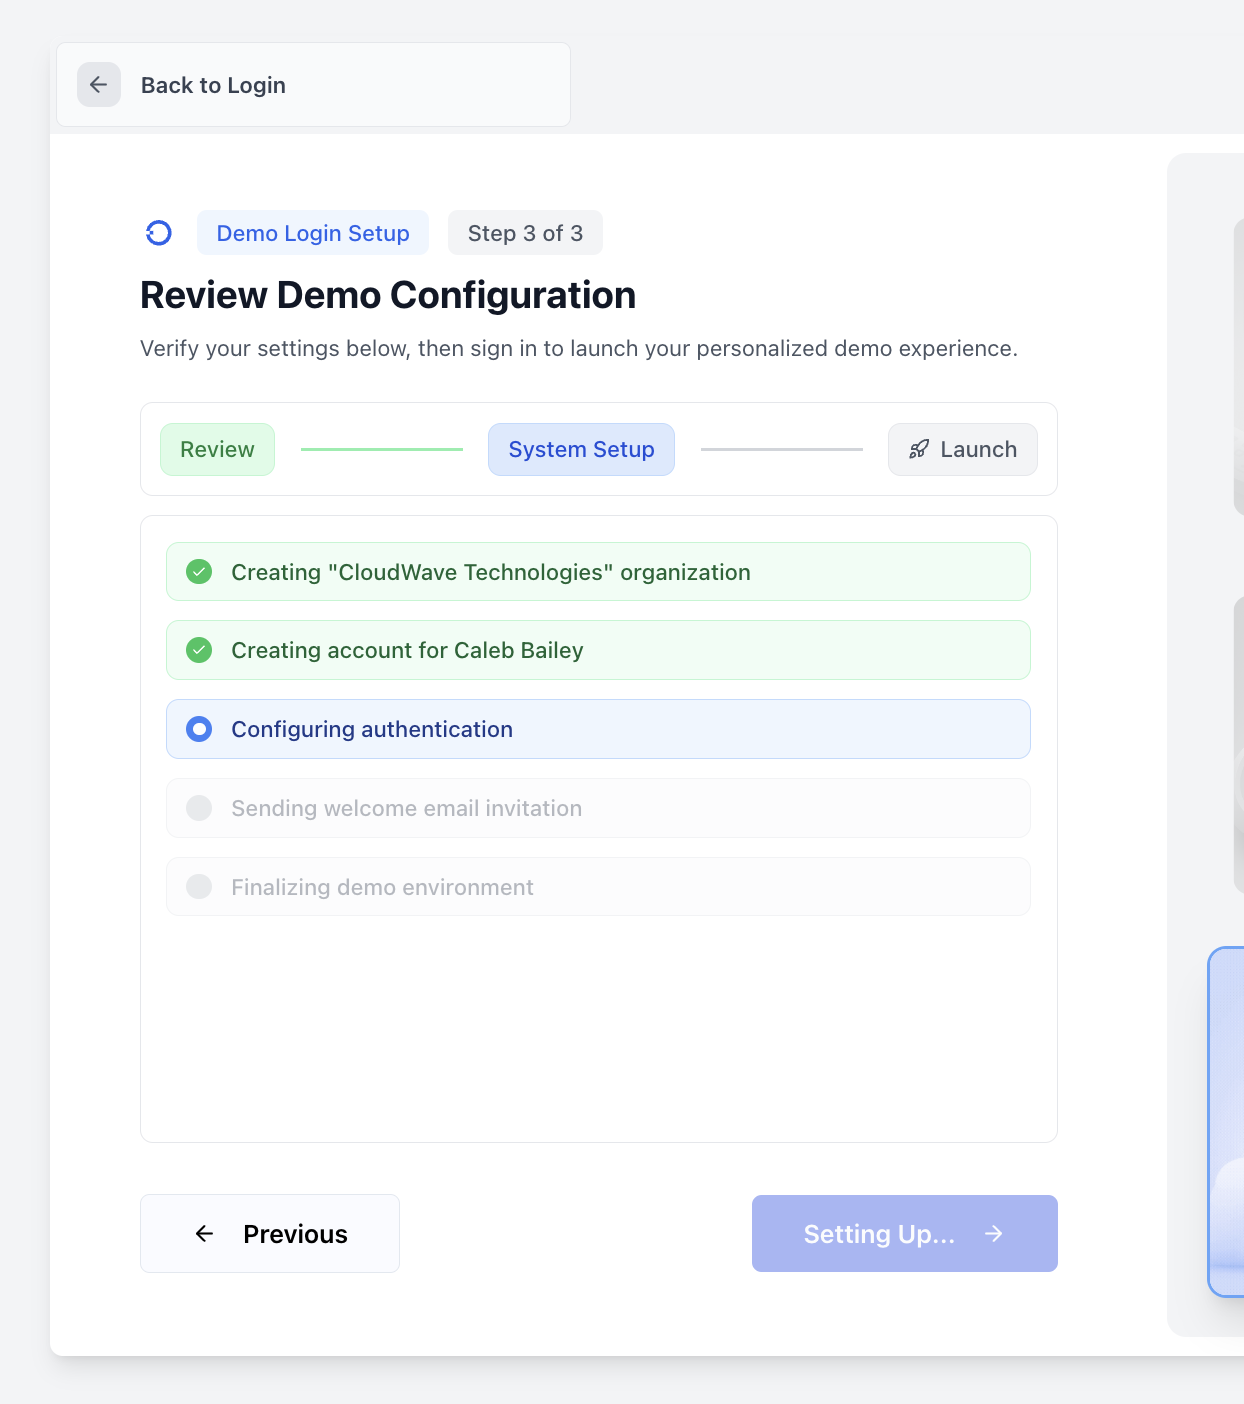 Back to Login
Demo Login Setup
Step 3 of 3
Review Demo Configuration
Verify your settings below, then sign in to launch your personalized demo experience.
Review
System Setup
Launch
Creating "CloudWave Technologies" organization
Creating account for Caleb Bailey
Configuring authentication
Sending welcome email invitation
Finalizing demo environment
Previous
Setting Up...